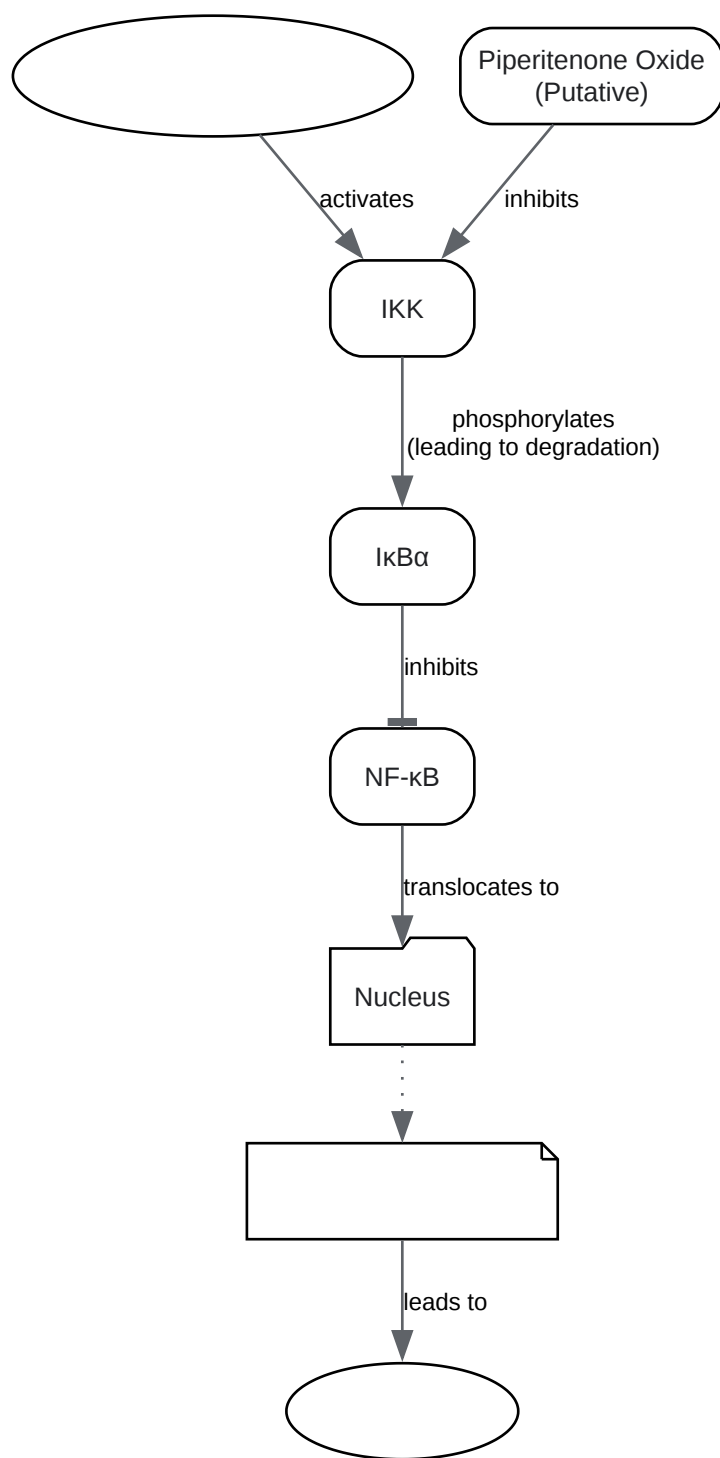 Piperitenone Oxide
(Putative)
activates
inhibits
IKK
phosphorylates
(leading to degradation)
IκBα
inhibits
NF-κB
translocates to
Nucleus
leads to